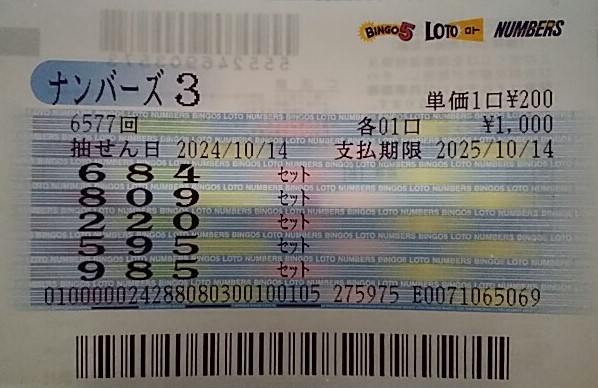 BINGO5 LOTO ロト NUMBERS
ナンバーズ3
単価1口¥200
6577回 各01口 ¥1,000
抽せん日 2024/10/14 支払期限 2025/10/14
684 セット
809 セット
220 セット
595 セット
985 セット
010000024288080300100105 275975 E0071065069